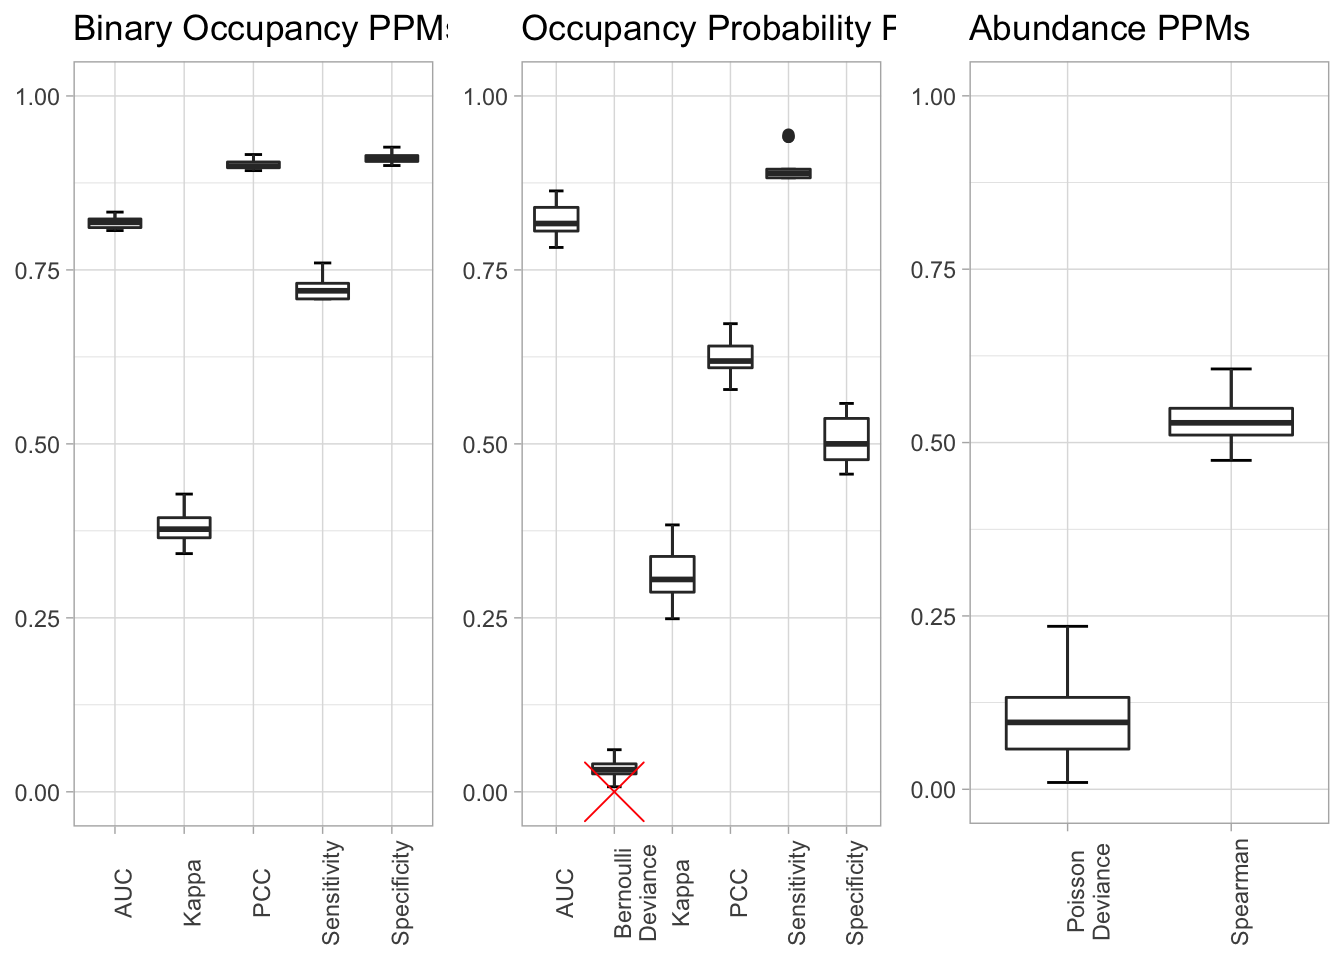 Binary Occupancy PPMs
Occupancy Probability P
Abundance PPMs
1.00
0.75
0.50
0.25
0.00
AUC
Kappa
PCC
Sensitivity
Specificity
1.00
0.75
0.50
0.25
0.00
AUC
Bernoulli
Deviance
Kappa
PCC
Sensitivity
Specificity
1.00
0.75
0.50
0.25
0.00
Poisson
Deviance
Spearman